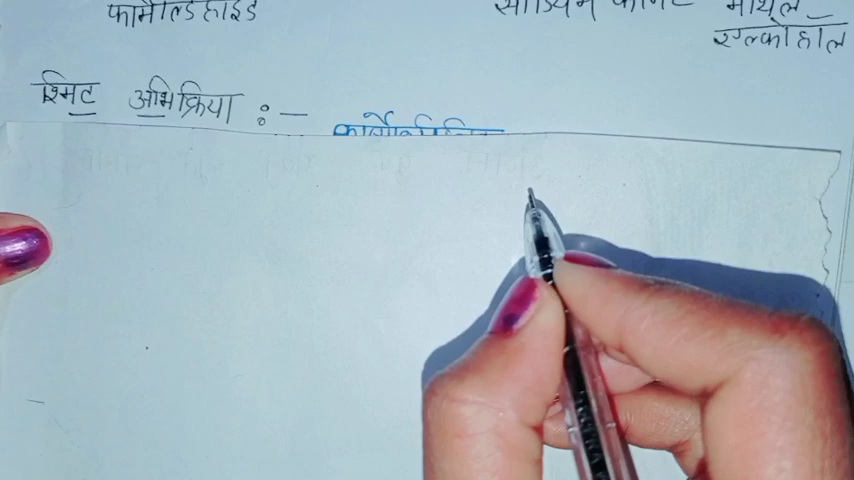 फार्मेल्डिहाइड सोडियम फॉर्मेट मेथिल
एल्कोहॉल
श्मिट अभिक्रिया :-